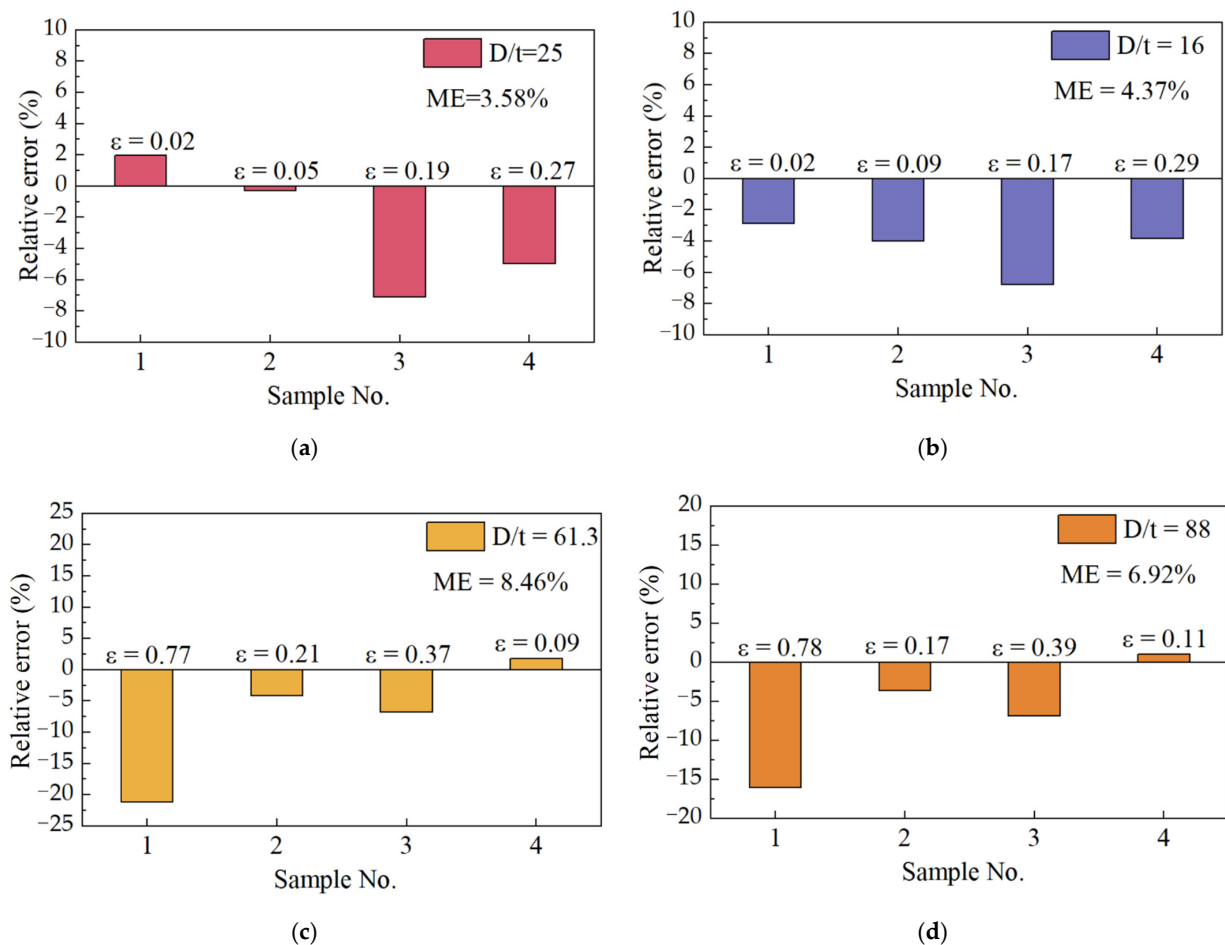 10
8
6
4
2
0
−2
−4
−6
−8
−10
Relative error (%)
D/t=25
ME=3.58%
ε = 0.02
ε = 0.05
ε = 0.19
ε = 0.27
1
2
3
4
Sample No.
(a)
10
8
6
4
2
0
−2
−4
−6
−8
−10
Relative error (%)
D/t = 16
ME = 4.37%
ε = 0.02
ε = 0.09
ε = 0.17
ε = 0.29
1
2
3
4
Sample No.
(b)
25
20
15
10
5
0
−5
−10
−15
−20
−25
Relative error (%)
D/t = 61.3
ME = 8.46%
ε = 0.77
ε = 0.21
ε = 0.37
ε = 0.09
1
2
3
4
Sample No.
(c)
20
15
10
5
0
−5
−10
−15
−20
Relative error (%)
D/t = 88
ME = 6.92%
ε = 0.78
ε = 0.17
ε = 0.39
ε = 0.11
1
2
3
4
Sample No.
(d)